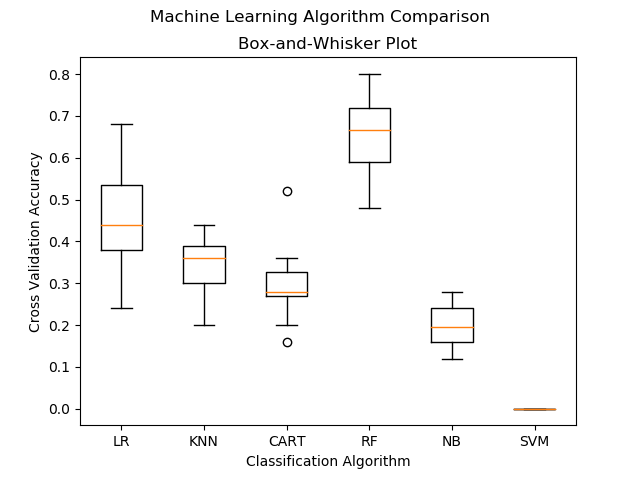 Machine Learning Algorithm Comparison
Box-and-Whisker Plot
0.8
0.7
0.6
0.5
0.4
0.3
0.2
0.1
0.0
Cross Validation Accuracy
LR KNN CART RF NB SVM
Classification Algorithm